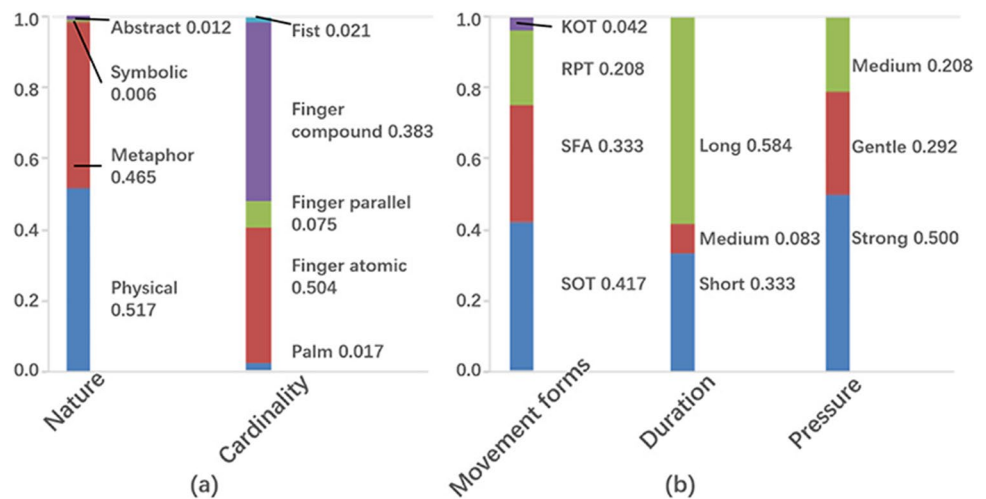 1.0
0.8
0.6
0.4
0.2
0.0
Abstract 0.012
Symbolic
0.006
Metaphor
0.465
Physical
0.517
Fist 0.021
Finger
compound 0.383
Finger parallel
0.075
Finger atomic
0.504
Palm 0.017
Nature
Cardinality
(a)
1.0
0.8
0.6
0.4
0.2
0.0
KOT 0.042
RPT 0.208
SFA 0.333
SOT 0.417
Long 0.584
Medium 0.083
Short 0.333
Medium 0.208
Gentle 0.292
Strong 0.500
Movement forms
Duration
Pressure
(b)